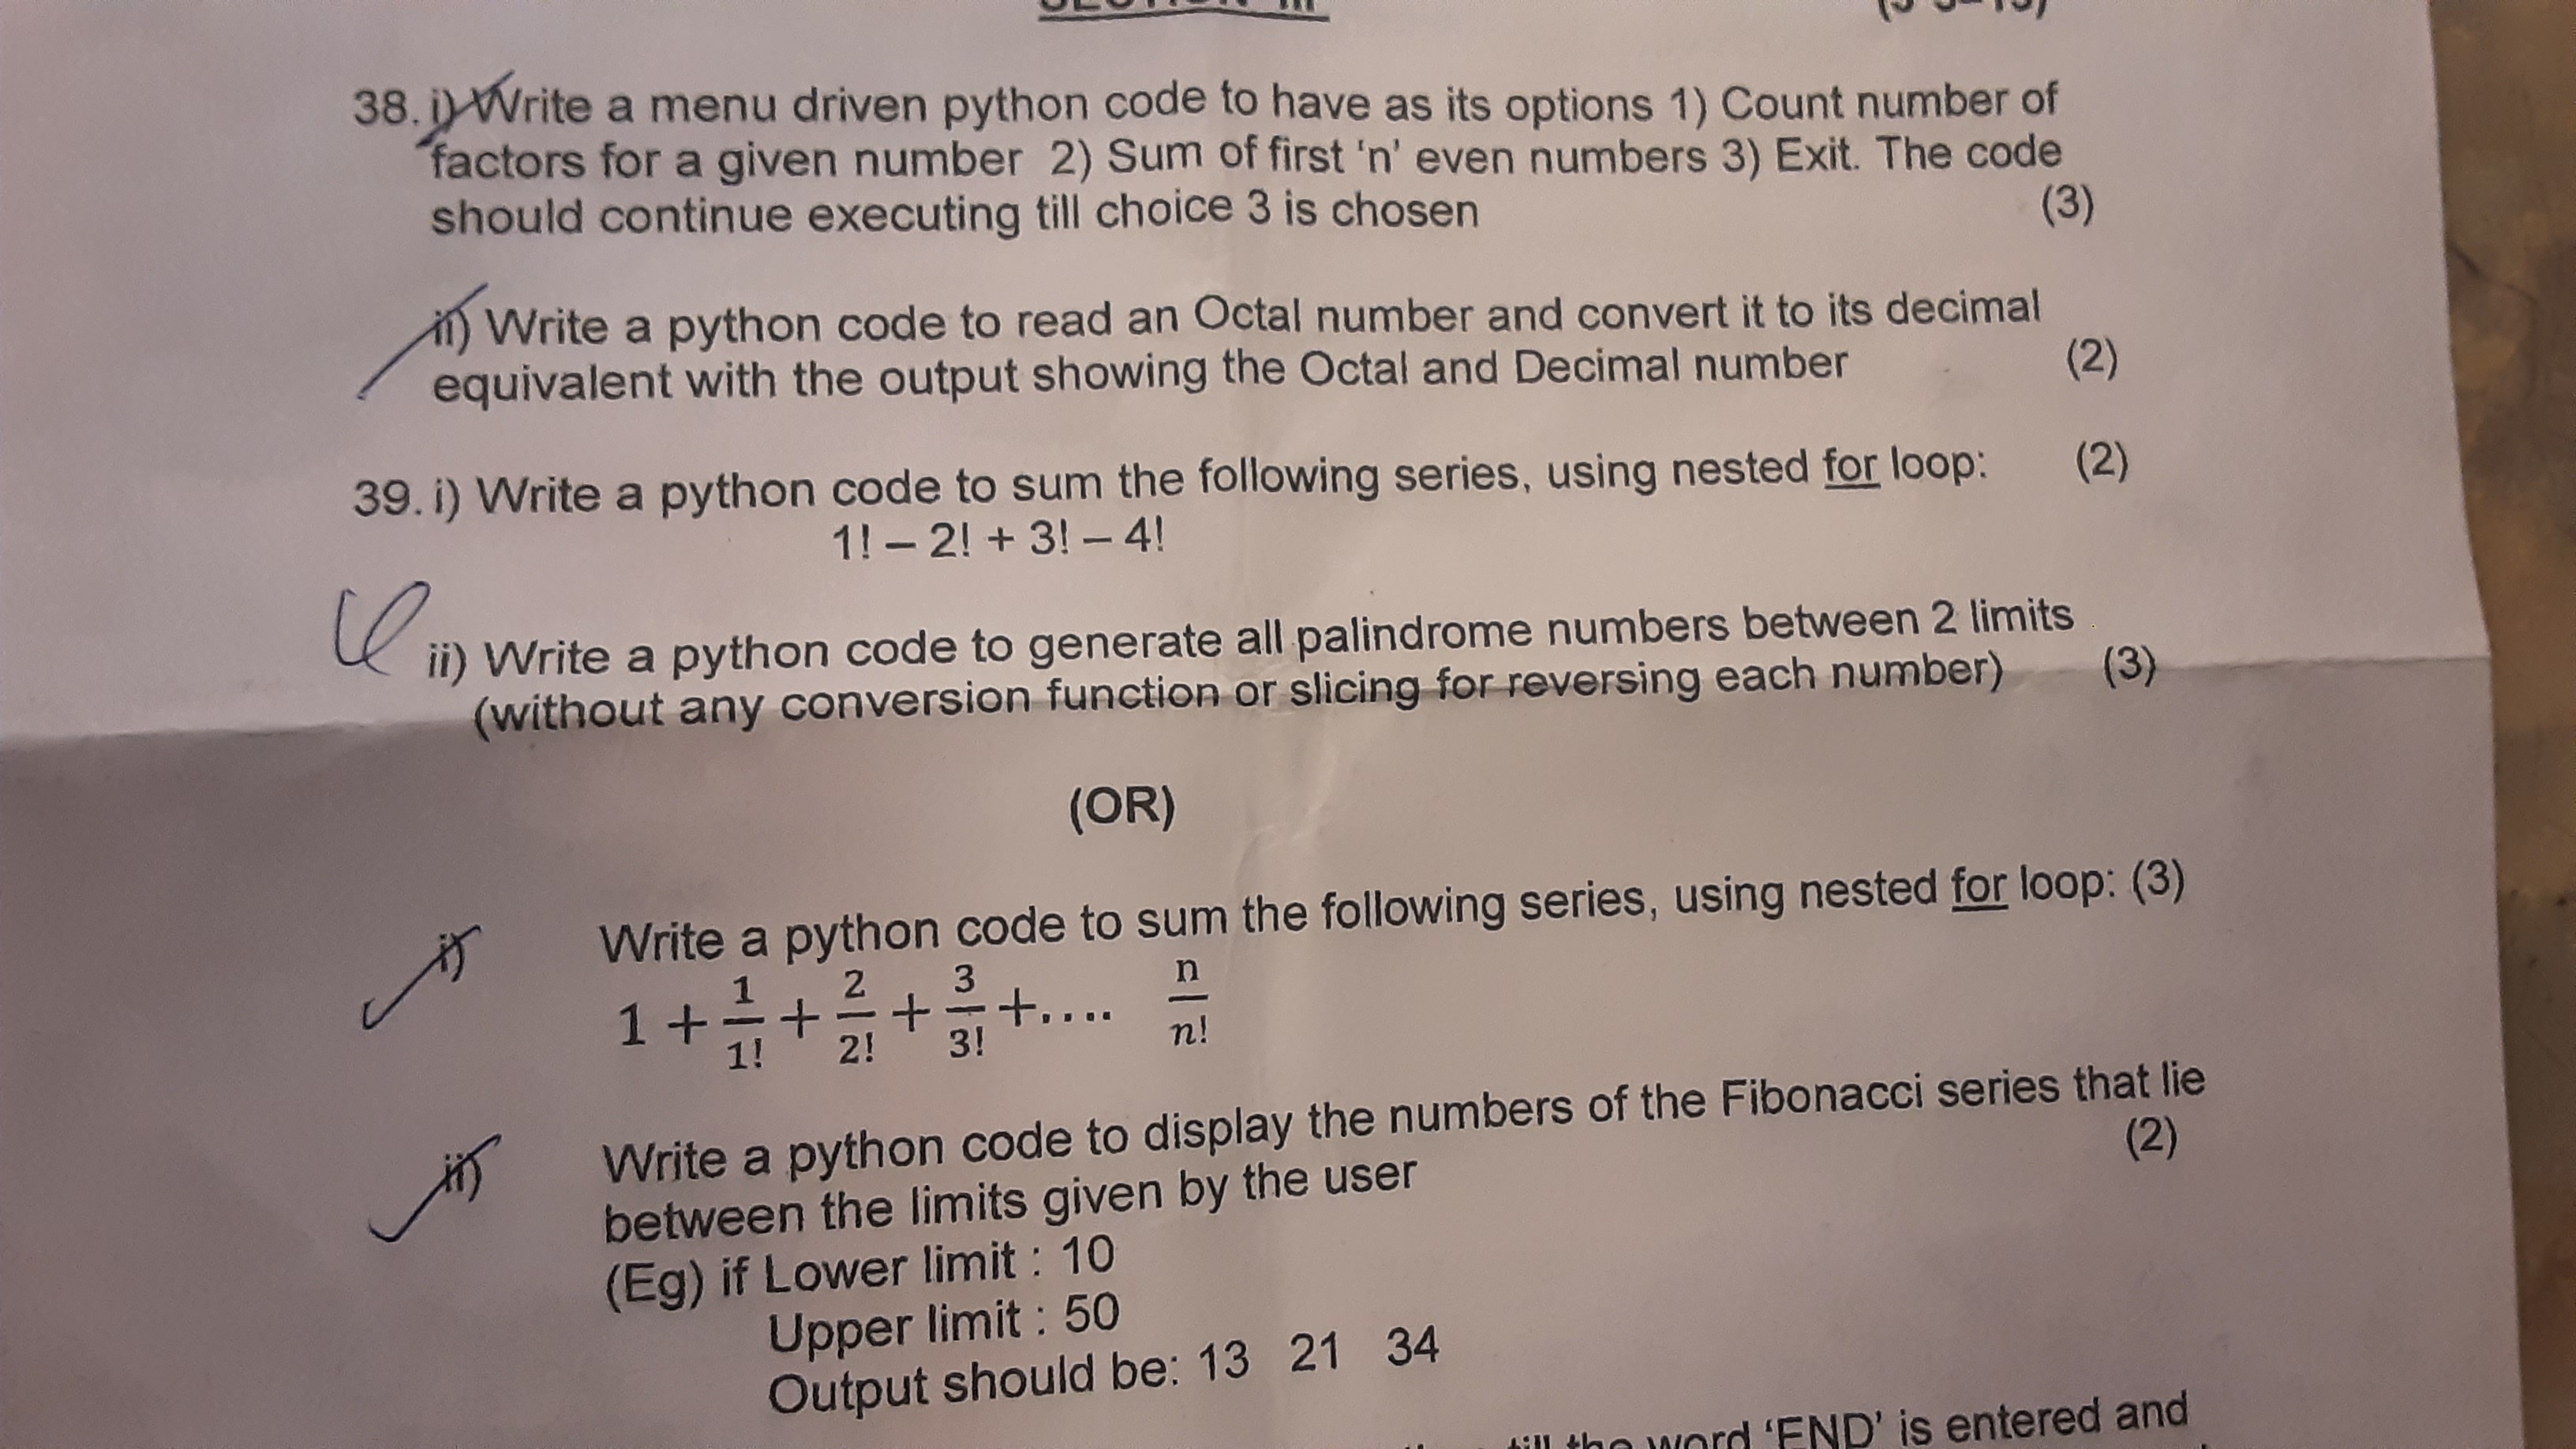 SECTION III
38. i) Write a menu driven python code to have as its options 1) Count number of
factors for a given number 2) Sum of first ‘n’ even numbers 3) Exit. The code
should continue executing till choice 3 is chosen (3)
ii) Write a python code to read an Octal number and convert it to its decimal
equivalent with the output showing the Octal and Decimal number (2)
39. i) Write a python code to sum the following series, using nested for loop: (2)
1! – 2! + 3! – 4!
ii) Write a python code to generate all palindrome numbers between 2 limits
(without any conversion function or slicing for reversing each number) (3)
(OR)
i) Write a python code to sum the following series, using nested for loop: (3)
1 + 1/1! + 2/2! + 3/3! +.... n/n!
ii) Write a python code to display the numbers of the Fibonacci series that lie
between the limits given by the user (2)
(Eg) if Lower limit : 10
Upper limit : 50
Output should be: 13 21 34
till the word ‘END’ is entered and